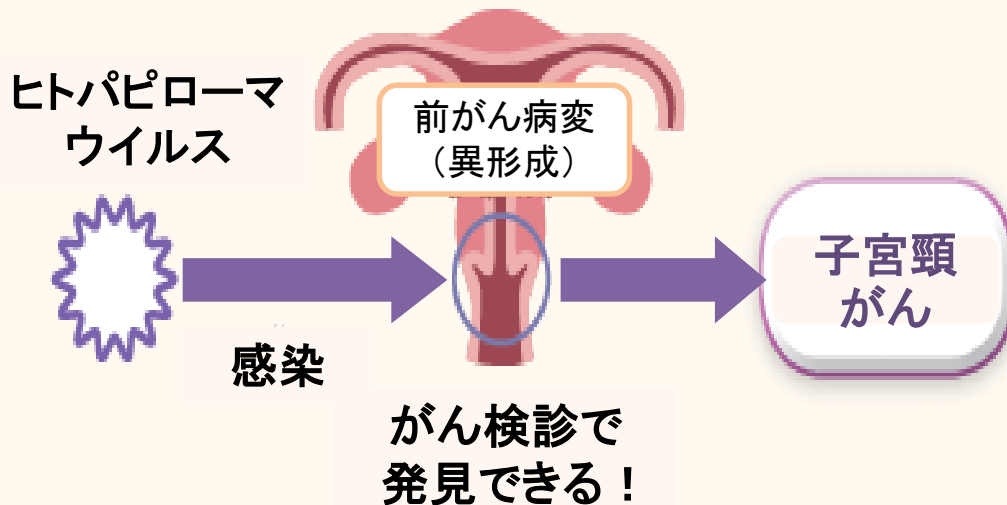 ヒトパピローマ
ウイルス
前がん病変
（異形成）
子宮頸
がん
感染
がん検診で
発見できる！